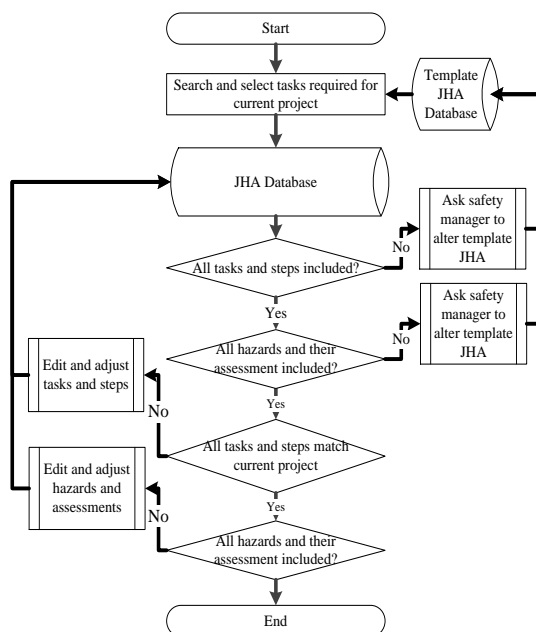 Start
Search and select tasks required for
current project
Template
JHA
Database
JHA Database
All tasks and steps included?
No
Ask safety
manager to
alter template
JHA
Yes
All hazards and their
assessment included?
No
Ask safety
manager to
alter template
JHA
Yes
Edit and adjust
tasks and steps
No
All tasks and steps match
current project
Yes
Edit and adjust
hazards and
assessments
No
All hazards and their
assessment included?
Yes
End